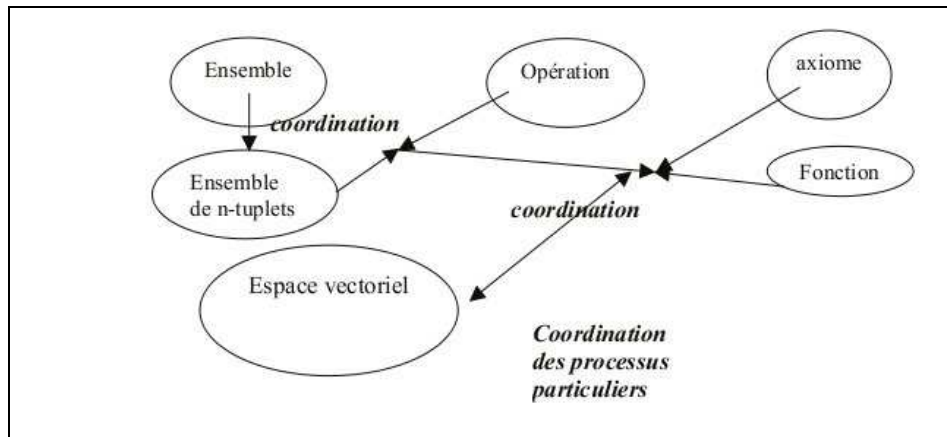 Ensemble
Opération
axiome
coordination
Ensemble
de n-tuplets
Fonction
coordination
Espace vectoriel
Coordination
des processus
particuliers